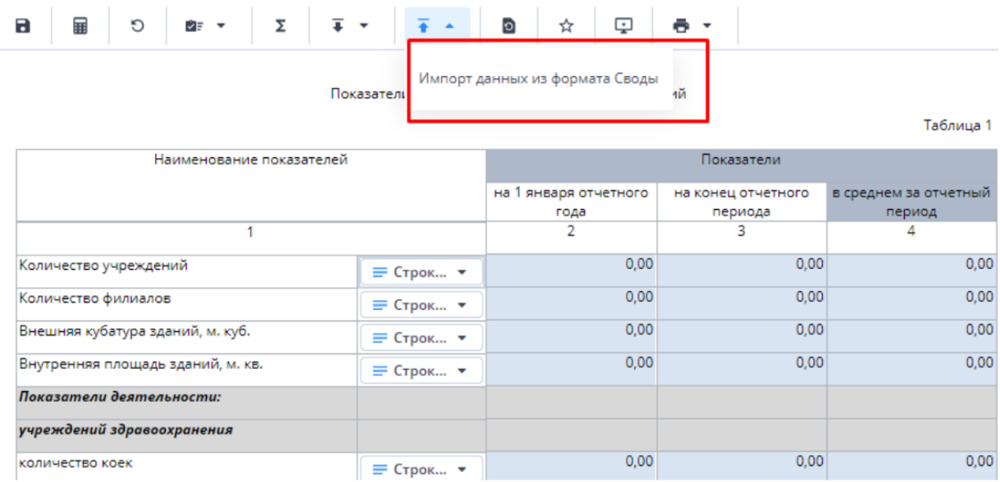 Импорт данных из формата Своды
Показатели ий
Таблица 1
Наименование показателей
Показатели
на 1 января отчетного
года
на конец отчетного
периода
в среднем за отчетный
период
1 2 3 4
Количество учреждений Строк... 0,00 0,00 0,00
Количество филиалов Строк... 0,00 0,00 0,00
Внешняя кубатура зданий, м. куб. Строк... 0,00 0,00 0,00
Внутренняя площадь зданий, м. кв. Строк... 0,00 0,00 0,00
Показатели деятельности:
учреждений здравоохранения
количество коек Строк... 0,00 0,00 0,00